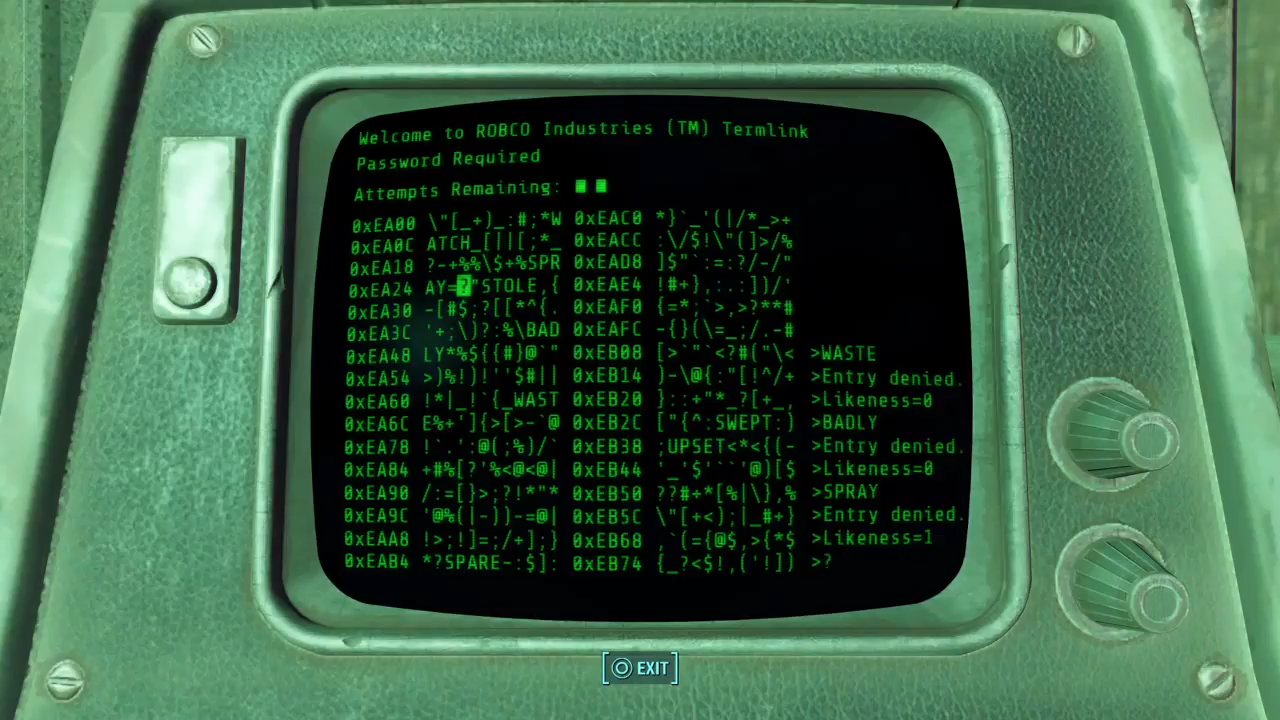 Welcome to ROBCO Industries (TM) Termlink
Password Required
Attempts Remaining: ■ ■
0xEA00 \"[_+)_:#;*W 0xEAC0 *}`_'(|/*_>+
0xEA0C ATCH_[||[;*_ 0xEACC :\/$!\"(]>/%
0xEA18 ?-+%%\$+%SPR 0xEAD8 ]$"`:=:?/-/"
0xEA24 AY=?"STOLE,{ 0xEAE4 !#+},:.:])/'
0xEA30 -[#$;?[[*^{. 0xEAF0 {=*;`>,>?**#
0xEA3C '+;\)?:%\BAD 0xEAFC -{}(\=_;/.-#
0xEA48 LY*%${{#}@`" 0xEB08 [>`"`<?#("\< >WASTE
0xEA54 >)%!)!''$#|| 0xEB14 )-\@{:"[!^/+ >Entry denied.
0xEA60 !*|_!`{_WAST 0xEB20 }::+"*_?[+_, >Likeness=0
0xEA6C E%+']{>[>-`@ 0xEB2C ["{^:SWEPT:) >BADLY
0xEA78 !`.':@(;%)/` 0xEB38 ;UPSET<*<{(- >Entry denied.
0xEA84 +#%[?'%<@<@| 0xEB44 '_'$'```'@)[$ >Likeness=0
0xEA90 /:=[}>;?!*"* 0xEB50 ??#+*[%|\},% >SPRAY
0xEA9C '@%(|-))-=@| 0xEB5C \"[+<);|_#+} >Entry denied.
0xEAA8 !>;!]=;/+];} 0xEB68 ,`(={@$,>{*$ >Likeness=1
0xEAB4 *?SPARE-:$]: 0xEB74 {_?<$!,('!]) >?
EXIT